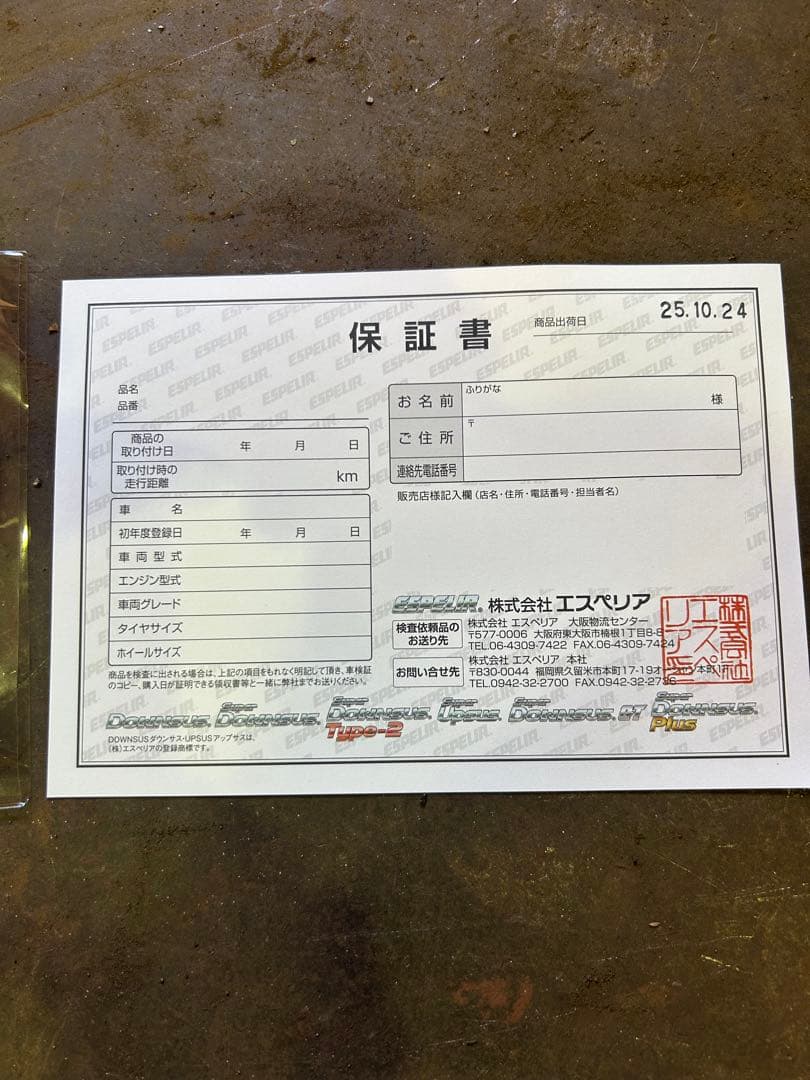 保証書
商品出荷日
25.10.24
品名
品番
商品の
取り付け日 年 月 日
取り付け時の
走行距離 km
車名
初年度登録日 年 月 日
車両型式
エンジン型式
車両グレード
タイヤサイズ
ホイールサイズ
商品を検査に出される場合は、上記の項目をもれなく明記して頂き、車検証
のコピー、購入日が証明できる領収書等と一緒に弊社までお送りください。
ふりがな
お名前 様
ご住所 〒
連絡先電話番号
販売店様記入欄(店名・住所・電話番号・担当者名)
ESPELIR. 株式会社 エスペリア
検査依頼品の
お送り先
株式会社 エスペリア 大阪物流センター
〒577-0006 大阪府東大阪市楠根1丁目8-8
TEL.06-4309-7422 FAX.06-4309-7424
お問い合せ先
株式会社 エスペリア 本社
〒830-0044 福岡県久留米市本町17-19
TEL.0942-32-2700 FAX.0942-32-2736
株式会社
エスペ
リア
DOWNSUS.
Super DOWNSUS.
Super DOWNSUS. Type-2
Super UPSUS.
Super DOWNSUS. RT
Super DOWNSUS. Plus
DOWNSUSダウンサス・UPSUSアップサスは、
(株)エスペリアの登録商標です。